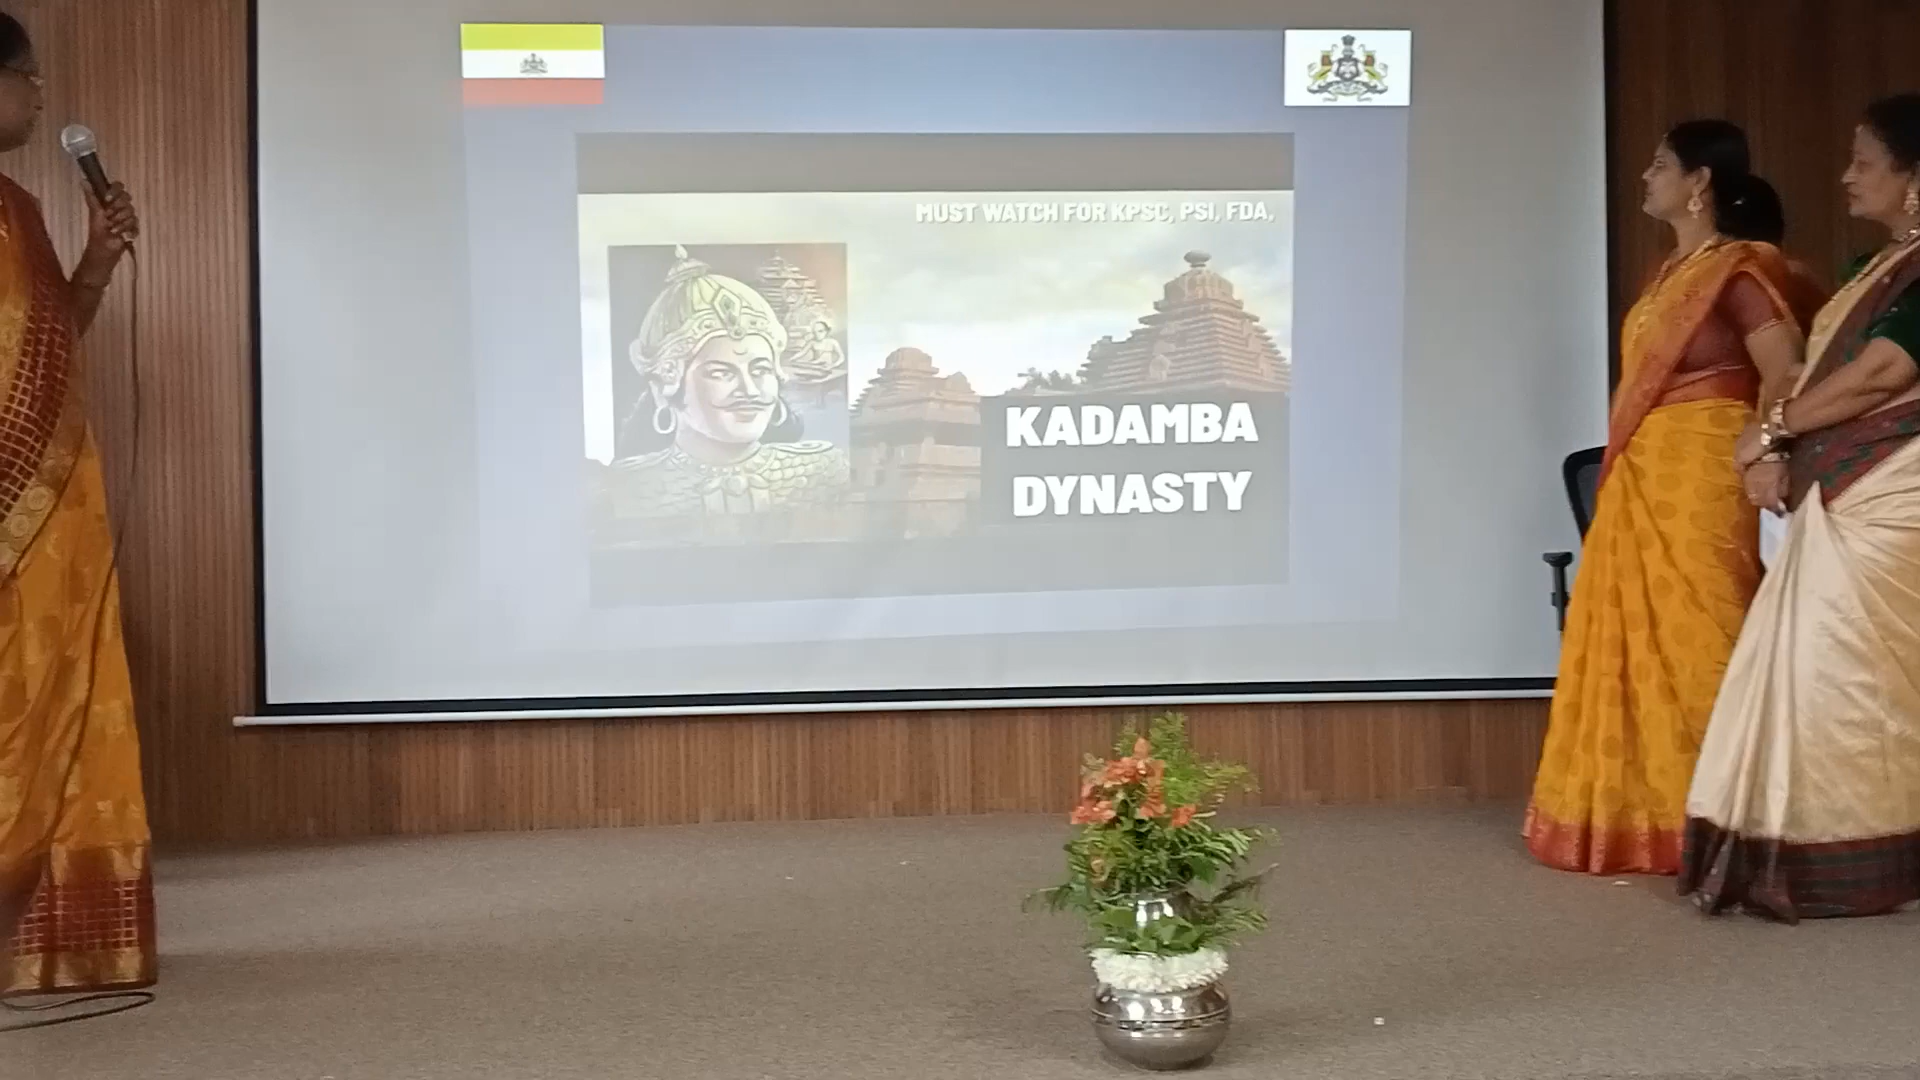 MUST WATCH FOR KPSC, PSI, FDA,
KADAMBA
DYNASTY